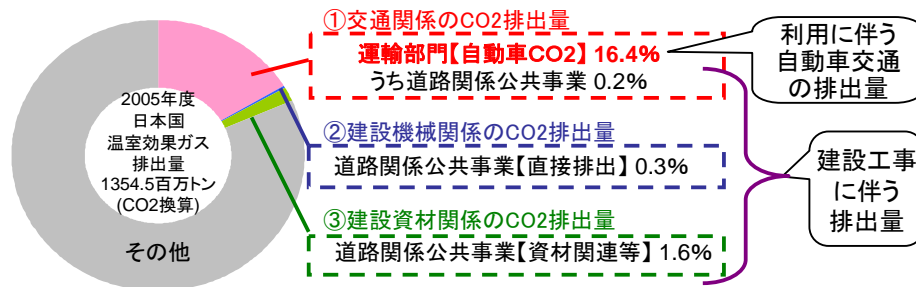 2005年度
日本国
温室効果ガス
排出量
1354.5百万トン
(CO2換算)
その他
①交通関係のCO2排出量
運輸部門【自動車CO2】 16.4%
うち道路関係公共事業 0.2%
②建設機械関係のCO2排出量
道路関係公共事業【直接排出】 0.3%
③建設資材関係のCO2排出量
道路関係公共事業【資材関連等】 1.6%
利用に伴う
自動車交通
の排出量
建設工事
に伴う
排出量